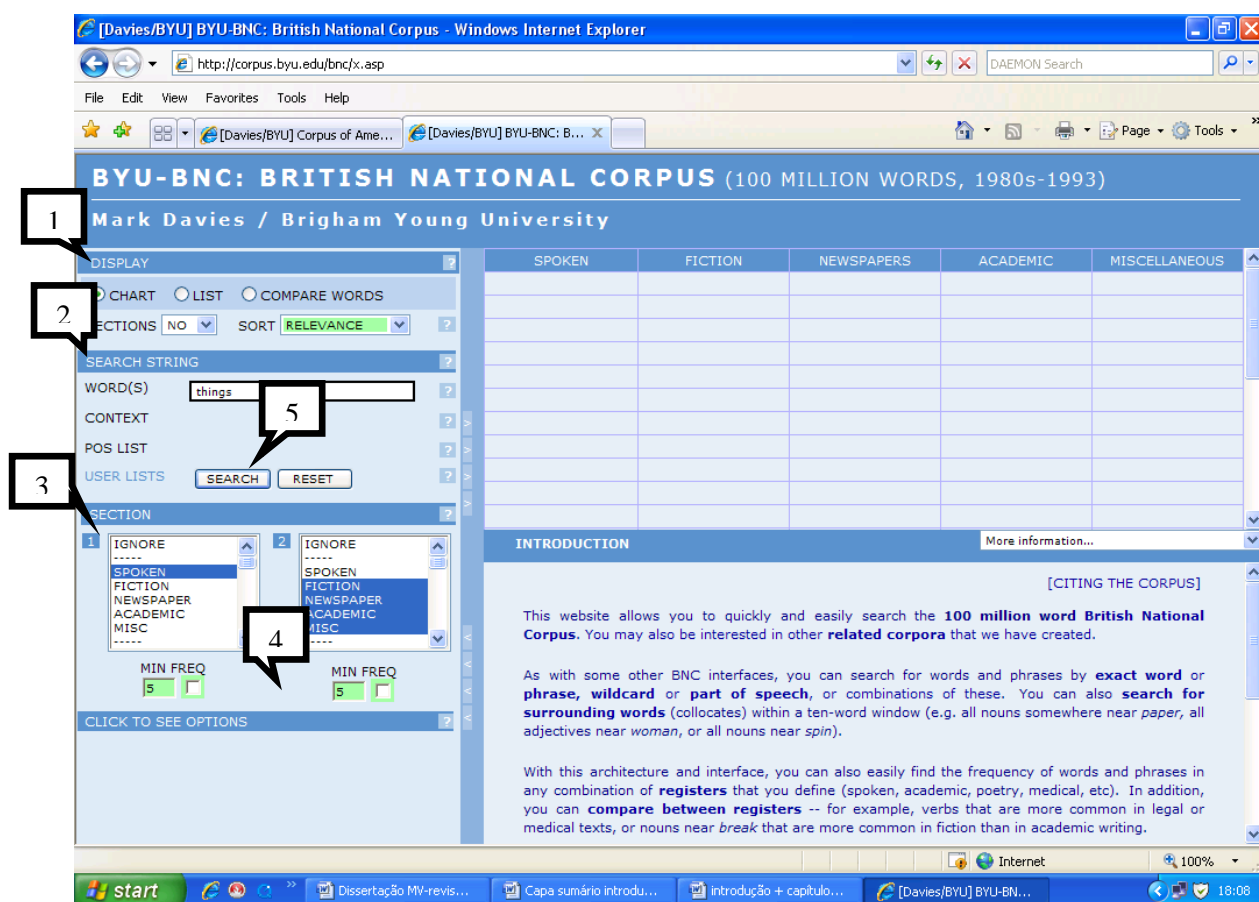 [Davies/BYU] BYU-BNC: British National Corpus - Windows Internet Explorer
http://corpus.byu.edu/bnc/x.asp
DAEMON Search
File Edit View Favorites Tools Help
[Davies/BYU] Corpus of Ame...
[Davies/BYU] BYU-BNC: B...
Page
Tools
BYU-BNC: BRITISH NATIONAL CORPUS (100 MILLION WORDS, 1980s-1993)
Mark Davies / Brigham Young University
1
DISPLAY ?
CHART LIST COMPARE WORDS
2
ECTIONS NO SORT RELEVANCE ?
SEARCH STRING ?
WORD(S) things ?
5
CONTEXT ?
POS LIST ?
USER LISTS SEARCH RESET ?
3
SECTION ?
1 IGNORE
-----
SPOKEN
FICTION
NEWSPAPER
ACADEMIC
MISC
-----
2 IGNORE
-----
SPOKEN
FICTION
NEWSPAPER
ACADEMIC
MISC
4
MIN FREQ
5
MIN FREQ
5
CLICK TO SEE OPTIONS ?
SPOKEN FICTION NEWSPAPERS ACADEMIC MISCELLANEOUS
INTRODUCTION More information...
[CITING THE CORPUS]
This website allows you to quickly and easily search the 100 million word British National
Corpus. You may also be interested in other related corpora that we have created.
As with some other BNC interfaces, you can search for words and phrases by exact word or
phrase, wildcard or part of speech, or combinations of these. You can also search for
surrounding words (collocates) within a ten-word window (e.g. all nouns somewhere near paper, all
adjectives near woman, or all nouns near spin).
With this architecture and interface, you can also easily find the frequency of words and phrases in
any combination of registers that you define (spoken, academic, poetry, medical, etc). In addition,
you can compare between registers -- for example, verbs that are more common in legal or
medical texts, or nouns near break that are more common in fiction than in academic writing.
Internet 100%
start
Dissertação MV-revis...
Capa sumário introdu...
introdução + capítulo...
[Davies/BYU] BYU-BN...
18:08